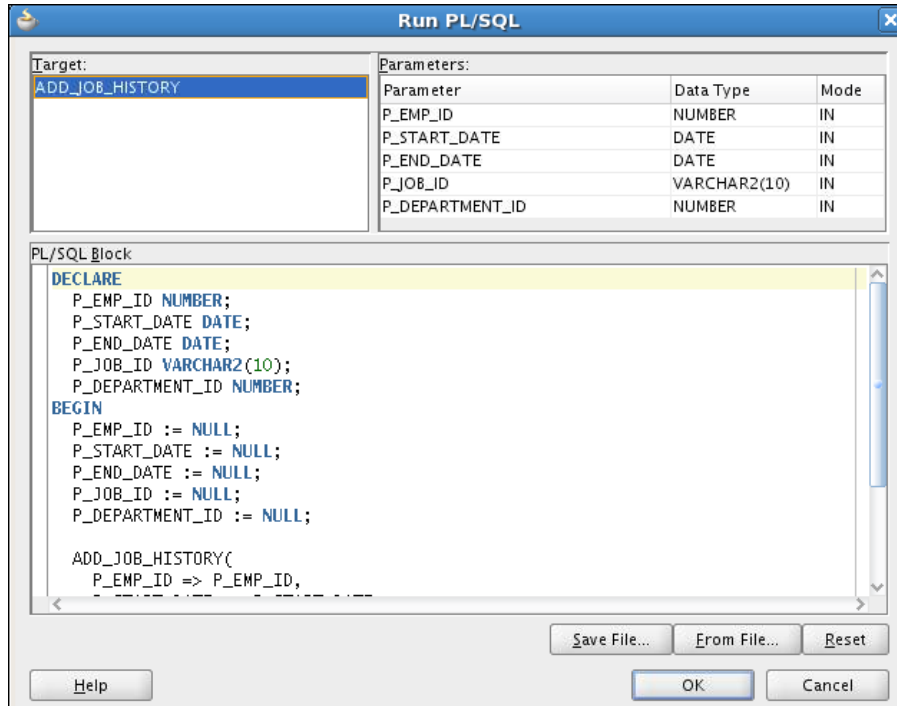 Run PL/SQL
Target:
ADD_JOB_HISTORY
Parameters:
Parameter Data Type Mode
P_EMP_ID NUMBER IN
P_START_DATE DATE IN
P_END_DATE DATE IN
P_JOB_ID VARCHAR2(10) IN
P_DEPARTMENT_ID NUMBER IN
PL/SQL Block
DECLARE
P_EMP_ID NUMBER;
P_START_DATE DATE;
P_END_DATE DATE;
P_JOB_ID VARCHAR2(10);
P_DEPARTMENT_ID NUMBER;
BEGIN
P_EMP_ID := NULL;
P_START_DATE := NULL;
P_END_DATE := NULL;
P_JOB_ID := NULL;
P_DEPARTMENT_ID := NULL;
ADD_JOB_HISTORY(
P_EMP_ID => P_EMP_ID,
Save File... From File... Reset
Help OK Cancel